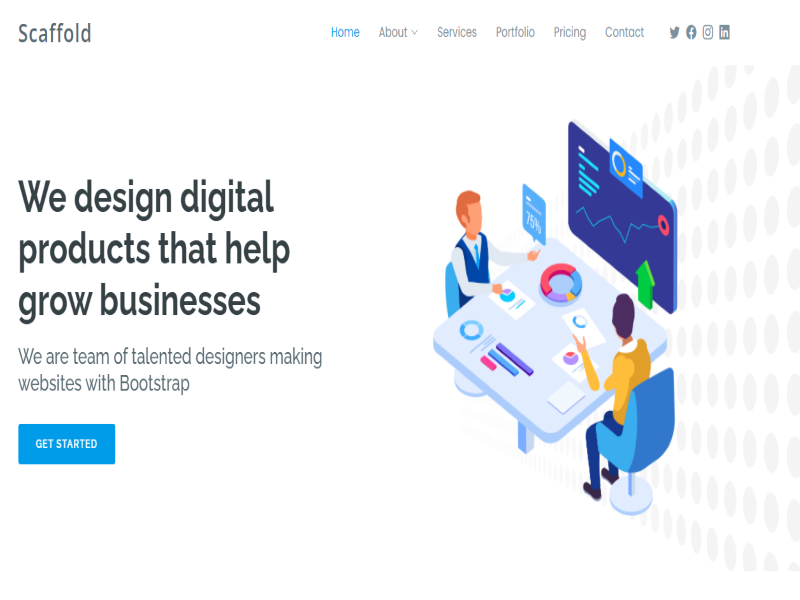 Scaffold
Home About Services Portfolio Pricing Contact
We design digital
products that help
grow businesses
We are team of talented designers making
websites with Bootstrap
GET STARTED
75%